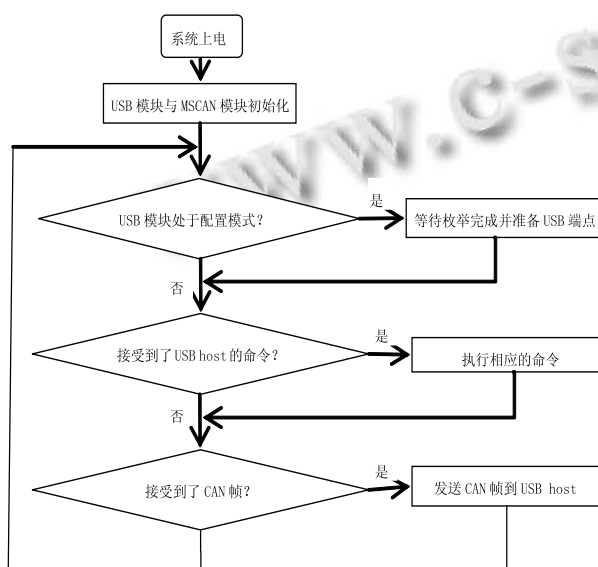 系统上电
USB 模块与 MSCAN 模块初始化
USB 模块处于配置模式?
是
等待枚举完成并准备 USB 端点
否
接受到了 USB host 的命令?
是
执行相应的命令
否
接受到了 CAN 帧?
是
发送 CAN 帧到 USB host
www.c-s